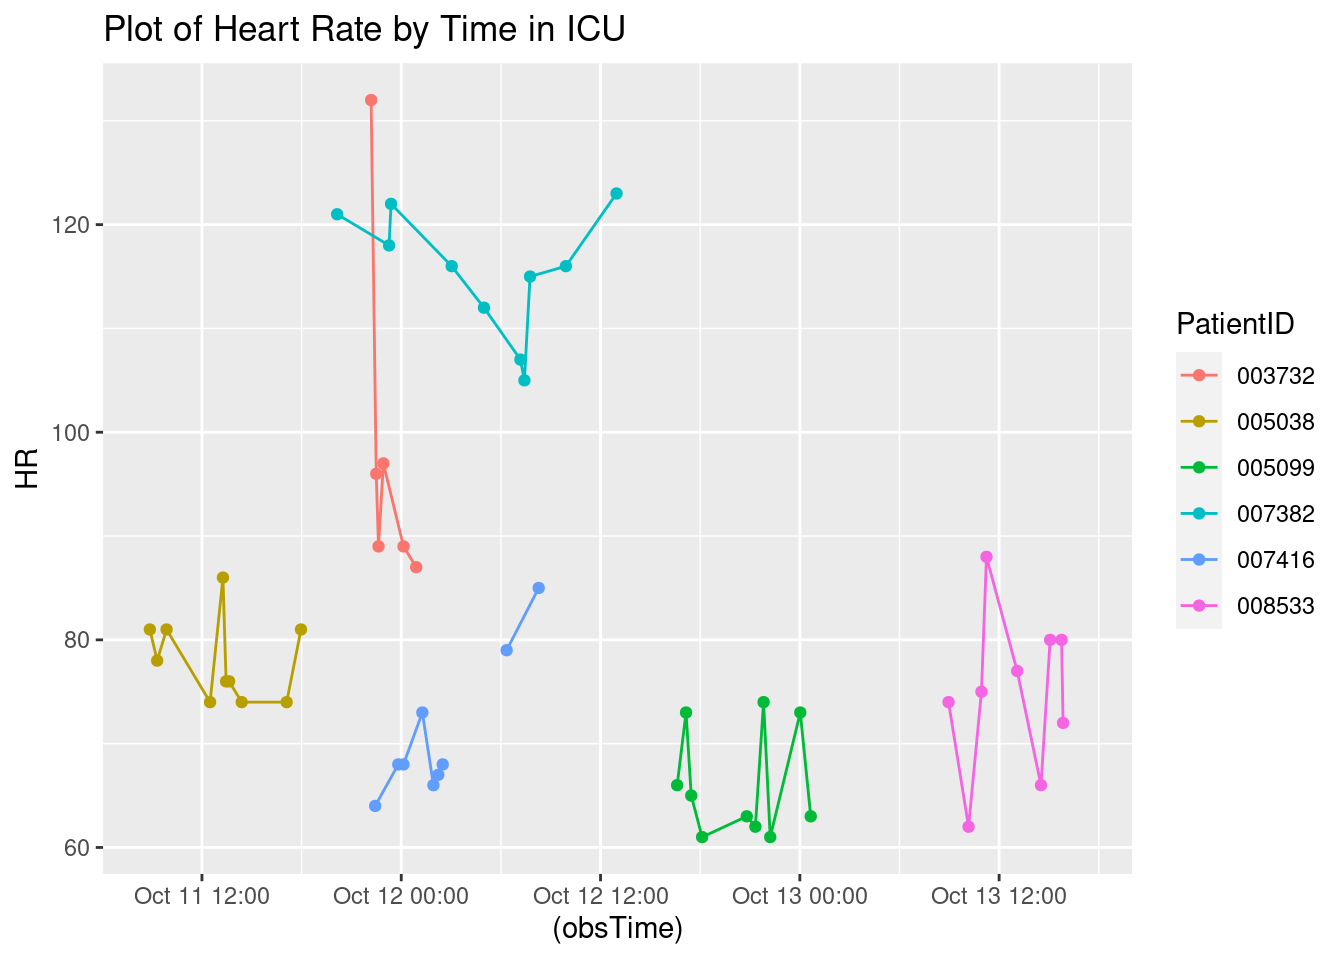 Plot of Heart Rate by Time in ICU
120
100
80
60
HR
Oct 11 12:00
Oct 12 00:00
Oct 12 12:00
Oct 13 00:00
Oct 13 12:00
(obsTime)
PatientID
003732
005038
005099
007382
007416
008533